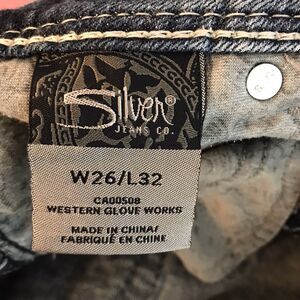 Silver®
JEANS CO.
W26/L32
CA00508
WESTERN GLOVE WORKS
MADE IN CHINA/
FABRIQUÉ EN CHINE